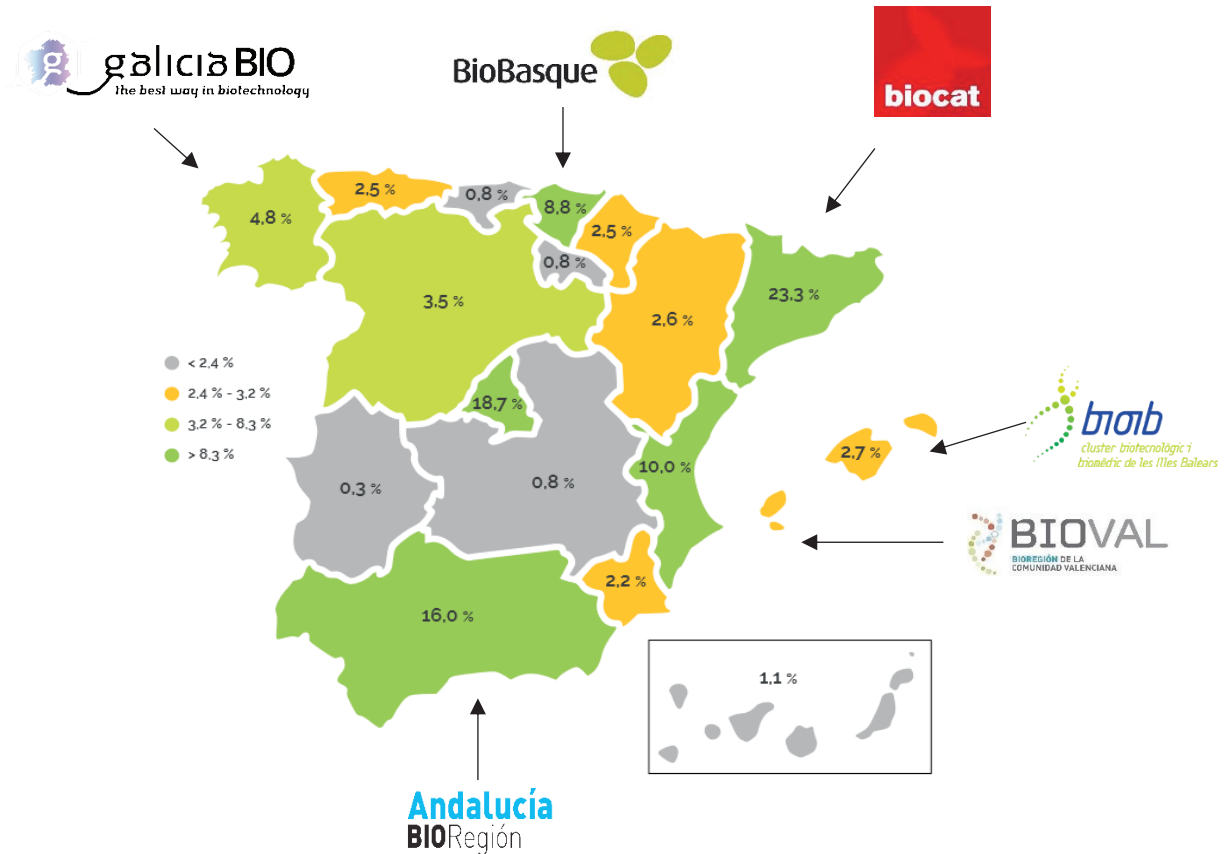 g galicia BIO
the best way in biotechnology
BioBasque
biocat
2,5 %
0,8 %
8,8 %
4,8 %
2,5 %
0,8 %
23,3 %
3,5 %
2,6 %
< 2,4 %
2,4 % - 3,2 %
3,2 % - 8,3 %
> 8,3 %
18,7 %
bioib
cluster biotecnològic i
biomèdic de les Illes Balears
2,7 %
10,0 %
0,3 %
0,8 %
BIOVAL
BIOREGIÓN DE LA
COMUNIDAD VALENCIANA
2,2 %
16,0 %
1,1 %
Andalucía
BIORegión